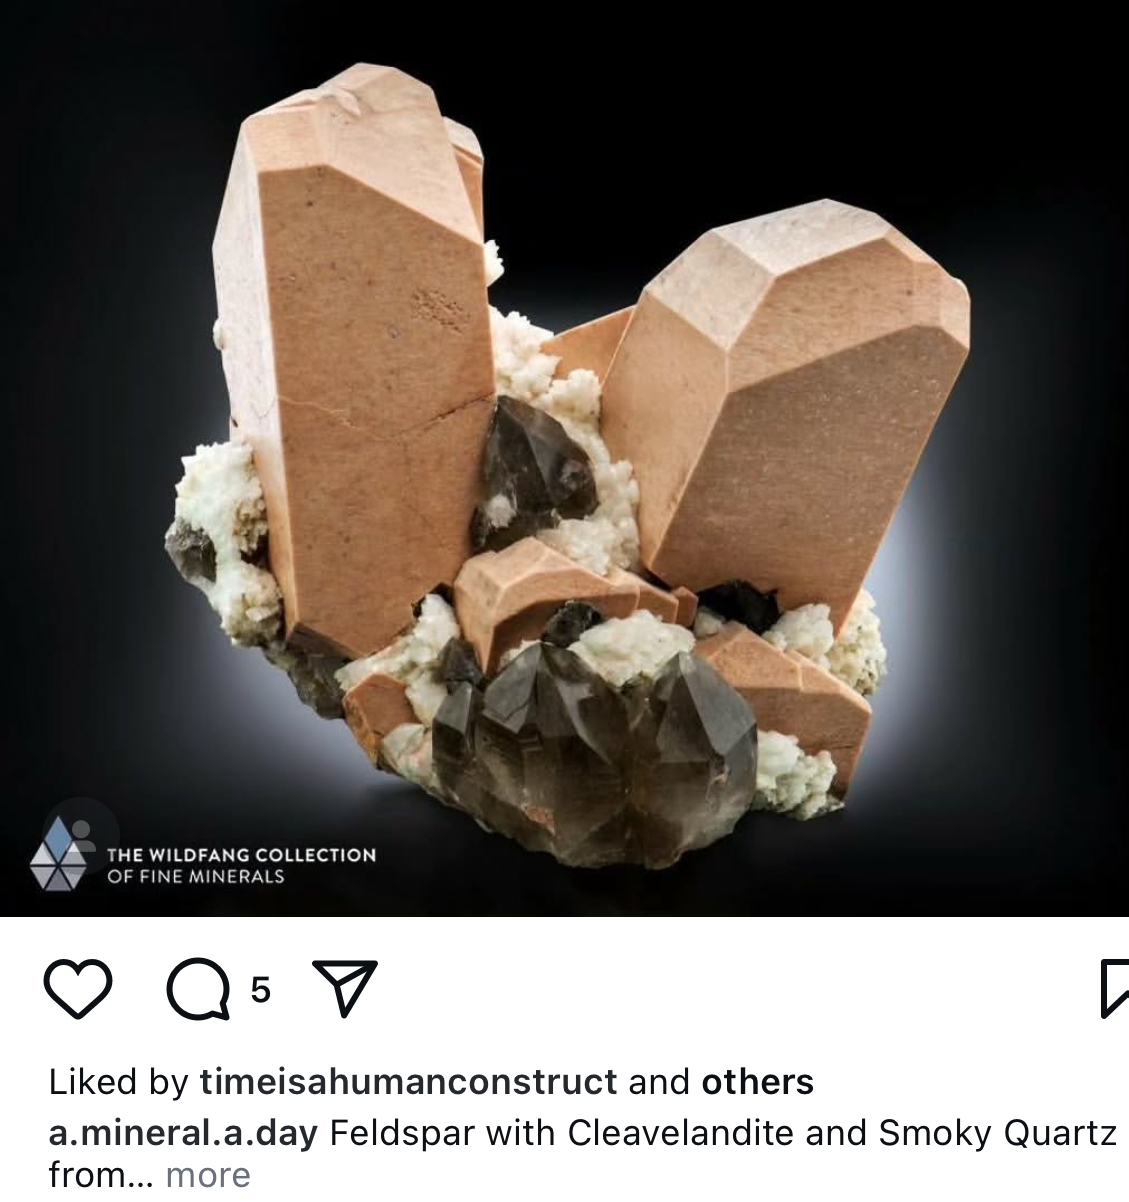 THE WILDFANG COLLECTION
OF FINE MINERALS
5
Liked by timeisahumanconstruct and others
a.mineral.a.day Feldspar with Cleavelandite and Smoky Quartz
from... more